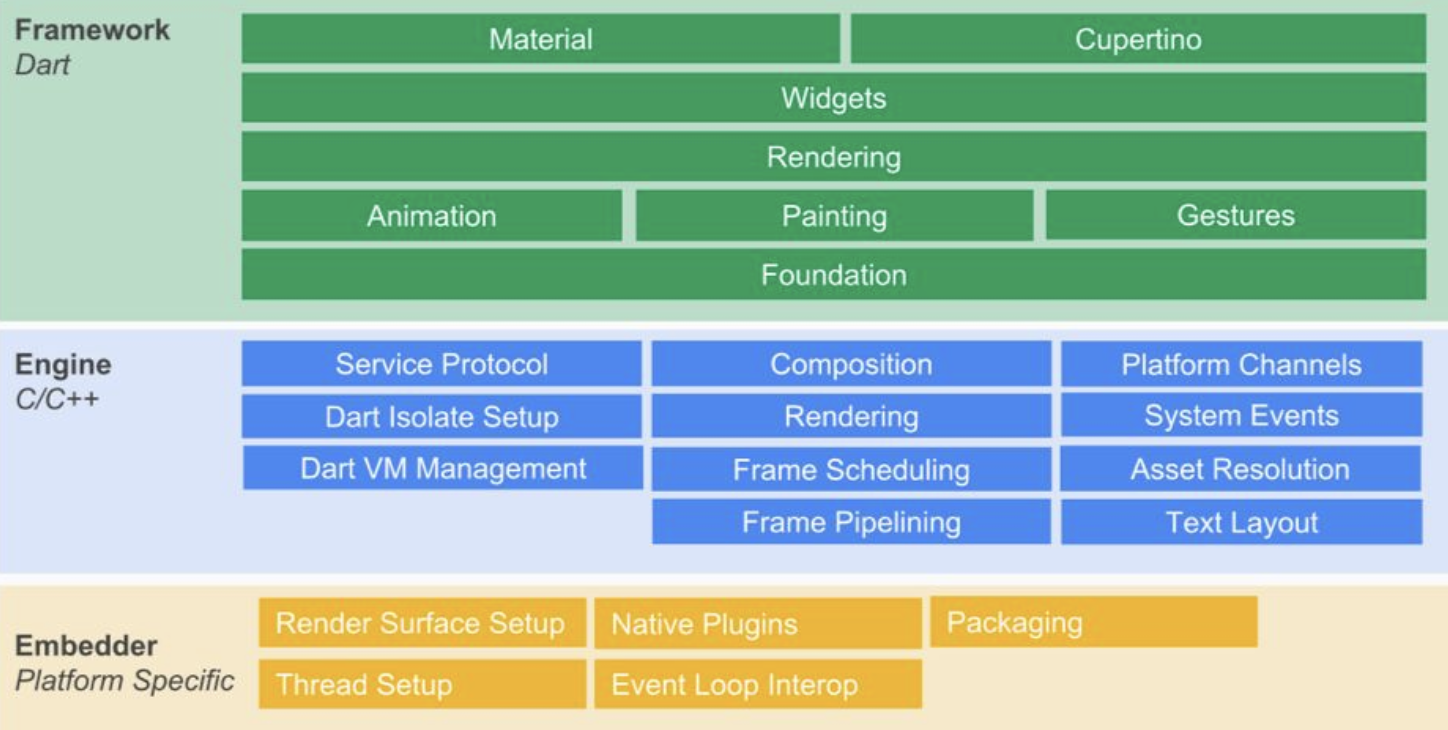 Framework
Dart
Material
Cupertino
Widgets
Rendering
Animation
Painting
Gestures
Foundation
Engine
C/C++
Service Protocol
Composition
Platform Channels
Dart Isolate Setup
Rendering
System Events
Dart VM Management
Frame Scheduling
Asset Resolution
Frame Pipelining
Text Layout
Embedder
Platform Specific
Render Surface Setup
Native Plugins
Packaging
Thread Setup
Event Loop Interop